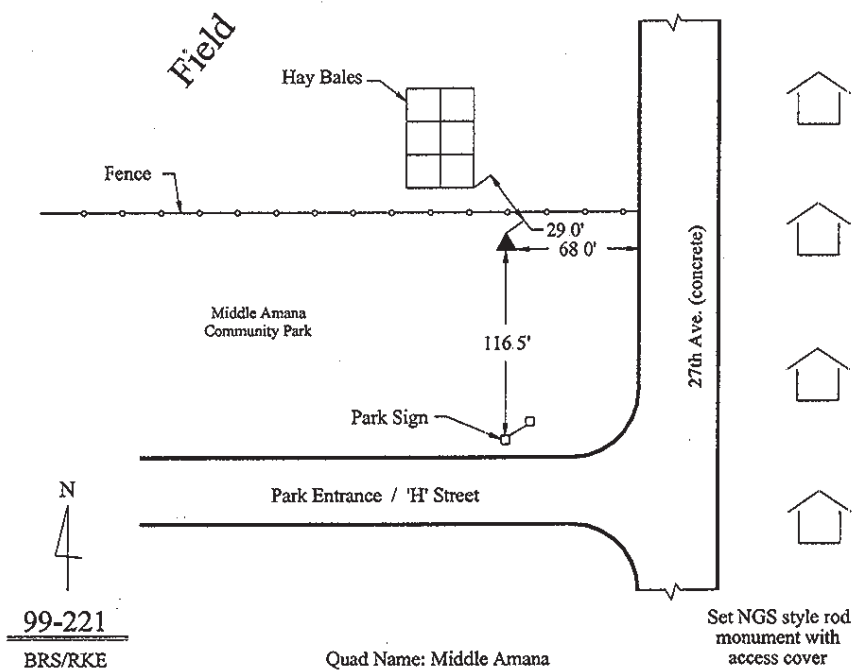 Field
Hay Bales
Fence
29.0'
68.0'
Middle Amana
Community Park
116.5'
27th Ave. (concrete)
Park Sign
Park Entrance / 'H' Street
N
99-221
BRS/RKE
Quad Name: Middle Amana
Set NGS style rod
monument with
access cover